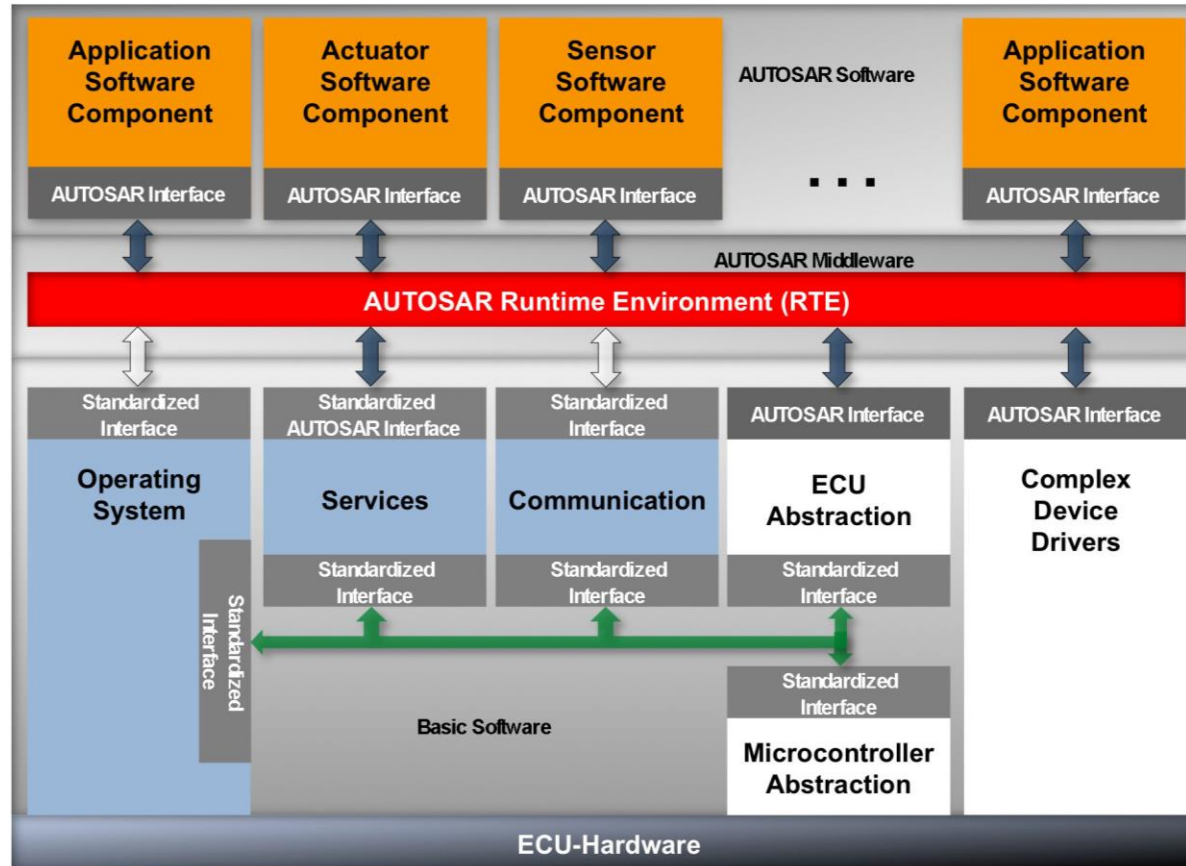 Application
Software
Component
AUTOSAR Interface
Actuator
Software
Component
AUTOSAR Interface
Sensor
Software
Component
AUTOSAR Interface
AUTOSAR Software
...
Application
Software
Component
AUTOSAR Interface
AUTOSAR Middleware
AUTOSAR Runtime Environment (RTE)
Standardized
Interface
Operating
System
Standardized
Interface
Standardized
AUTOSAR Interface
Services
Standardized
Interface
Standardized
Interface
Communication
Standardized
Interface
AUTOSAR Interface
ECU
Abstraction
Standardized
Interface
AUTOSAR Interface
Complex
Device
Drivers
Basic Software
Standardized
Interface
Microcontroller
Abstraction
ECU-Hardware